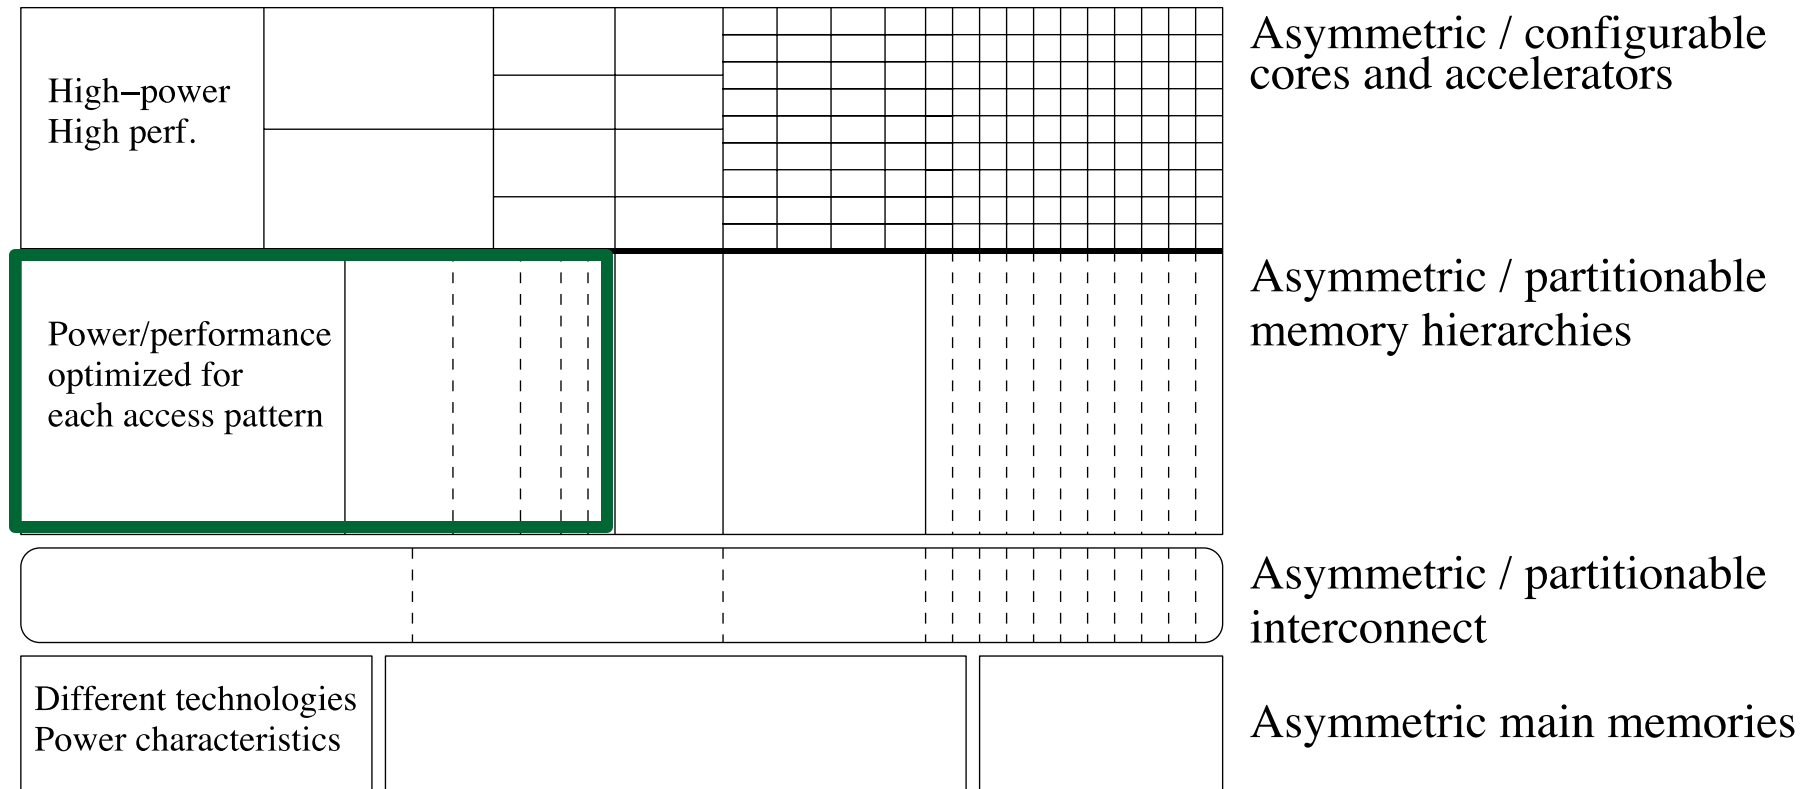 High–power
High perf.
Asymmetric / configurable
cores and accelerators
Power/performance
optimized for
each access pattern
Asymmetric / partitionable
memory hierarchies
Asymmetric / partitionable
interconnect
Different technologies
Power characteristics
Asymmetric main memories